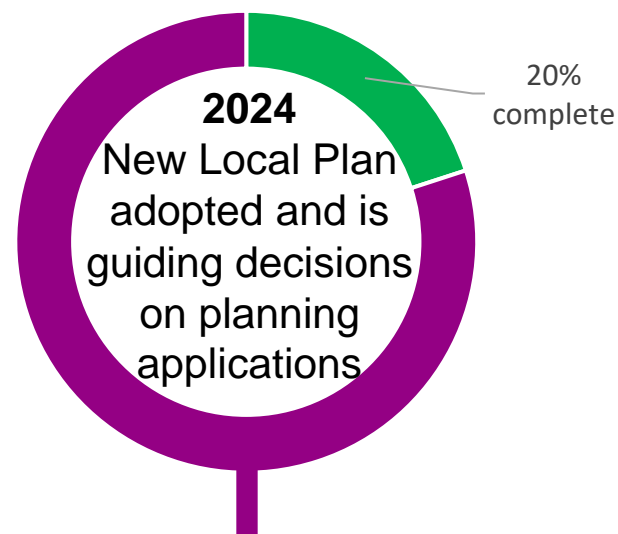 2024
New Local Plan
adopted and is
guiding decisions
on planning
applications
20%
complete